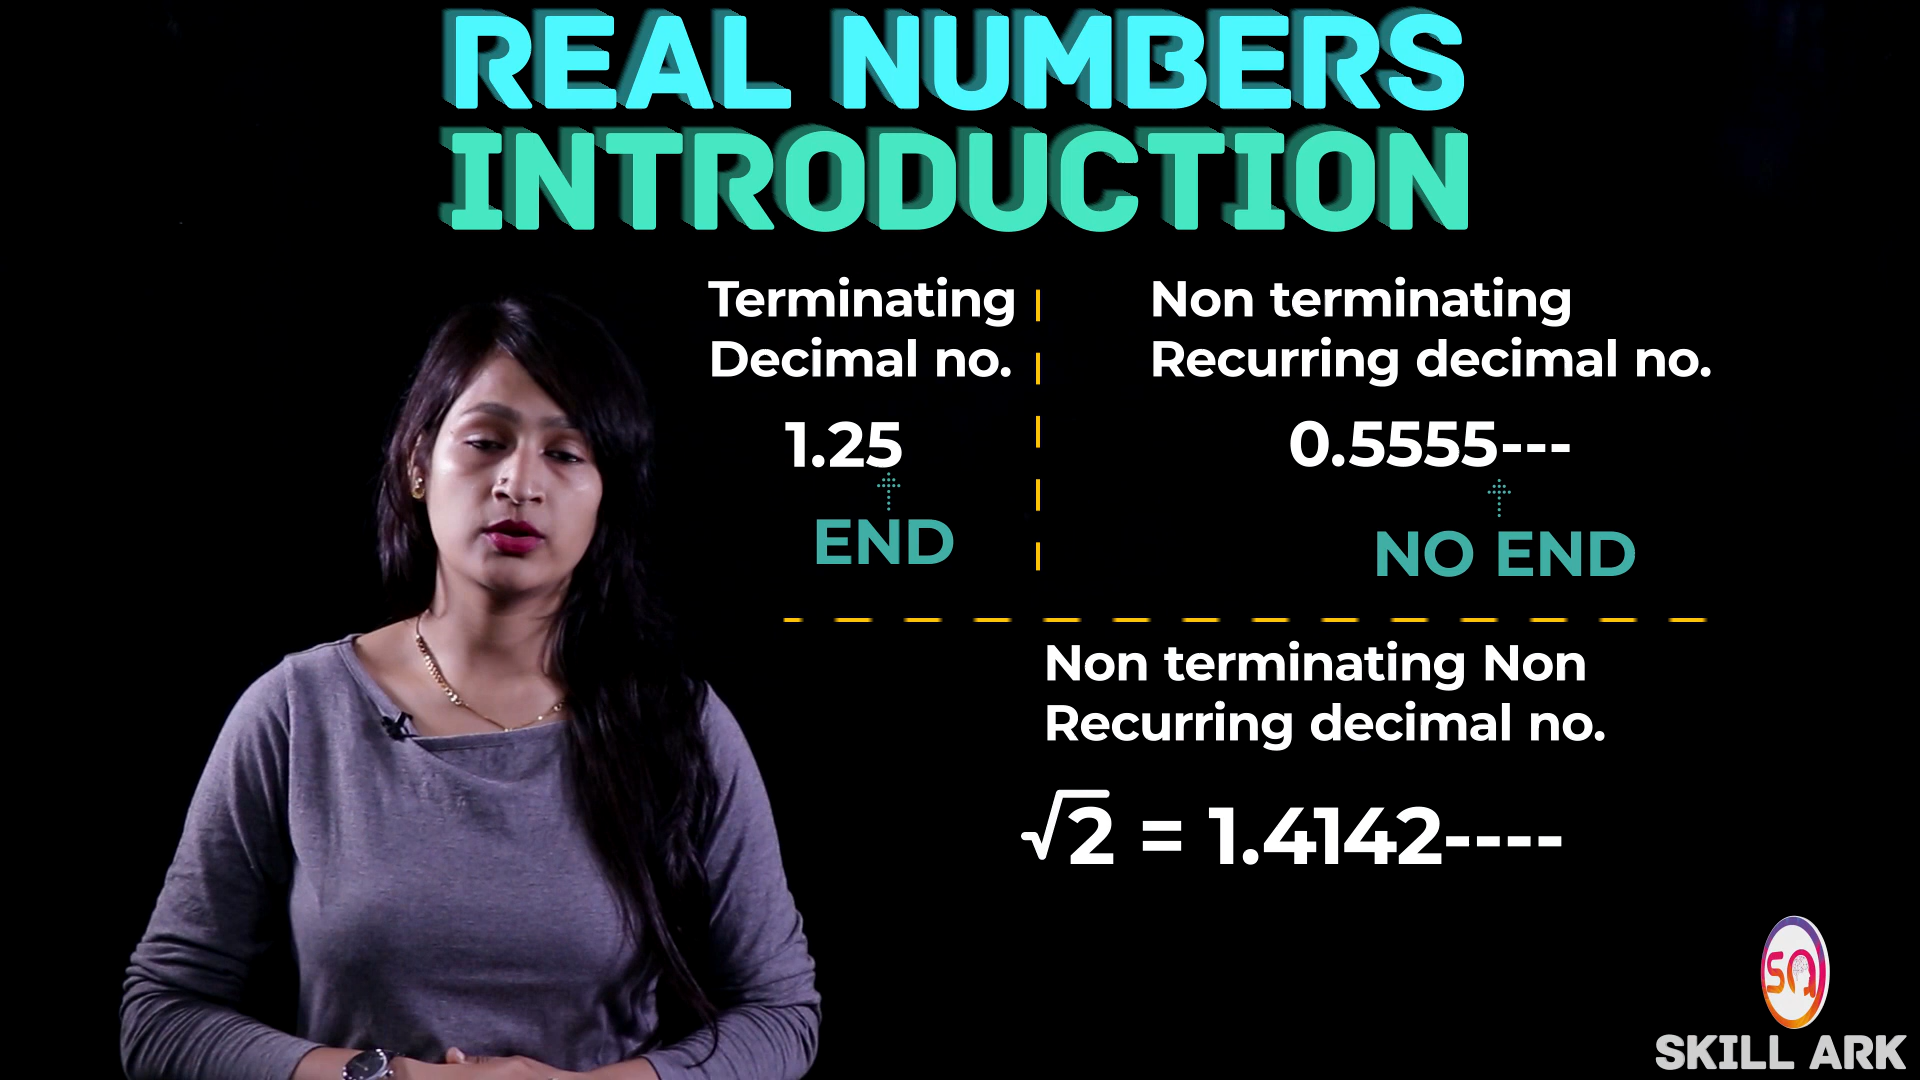 REAL NUMBERS
INTRODUCTION
Terminating
Decimal no.
1.25
END
Non terminating
Recurring decimal no.
0.5555---
NO END
Non terminating Non
Recurring decimal no.
√2 = 1.4142----
SA
SKILL ARK